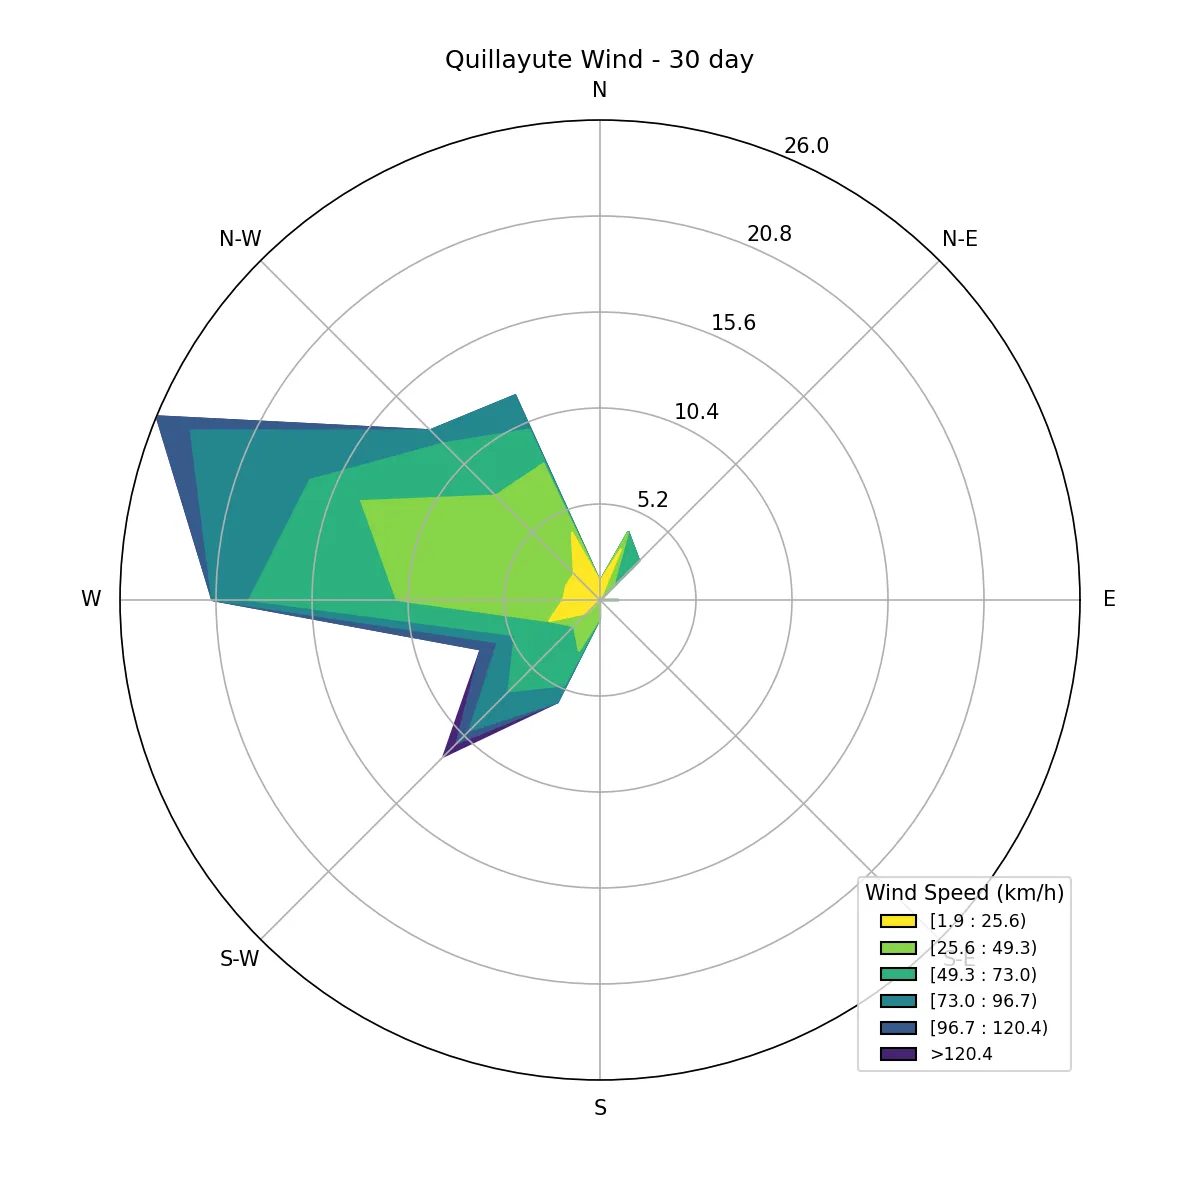 Quillayute Wind - 30 day
N
26.0
N-W
20.8
N-E
15.6
10.4
5.2
W
E
Wind Speed (km/h)
[1.9 : 25.6)
[25.6 : 49.3)
S-W
S-E
[49.3 : 73.0)
[73.0 : 96.7)
[96.7 : 120.4)
>120.4
S